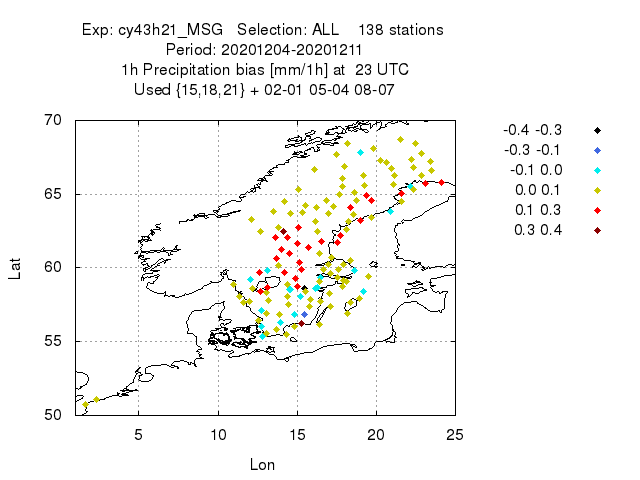 Exp: cy43h21_MSG   Selection: ALL    138 stations
Period: 20201204-20201211
1h Precipitation bias [mm/1h] at  23 UTC
Used {15,18,21} + 02-01 05-04 08-07
70
65
60
55
50
Lat
5
10
15
20
25
Lon
-0.4 -0.3
-0.3 -0.1
-0.1 0.0
0.0 0.1
0.1 0.3
0.3 0.4